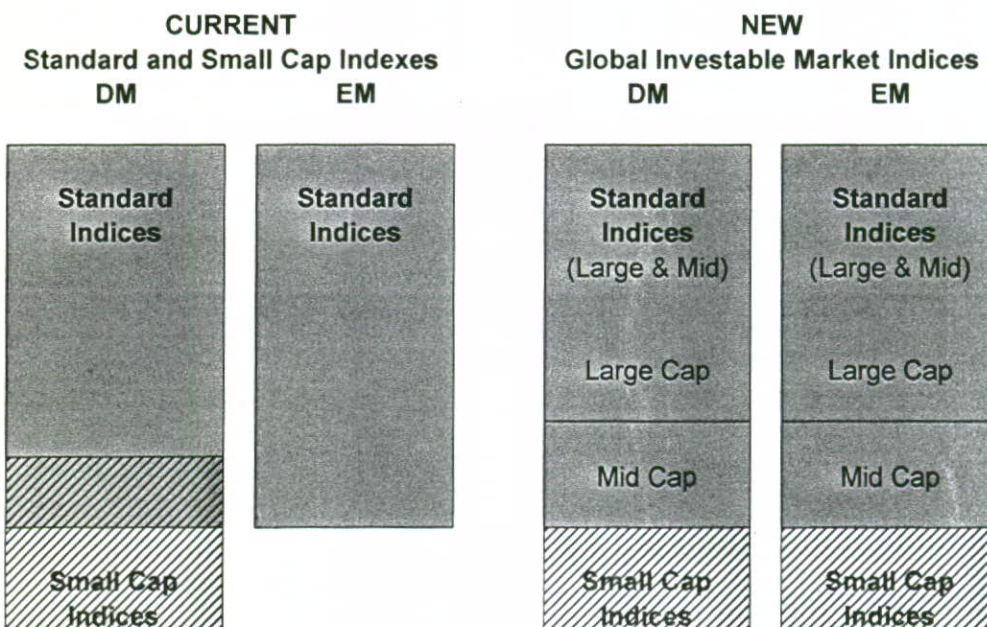 CURRENT
Standard and Small Cap Indexes
DM
EM
Standard
Indices
Standard
Indices
Small Cap
Indices
NEW
Global Investable Market Indices
DM
EM
Standard
Indices
(Large & Mid)
Large Cap
Mid Cap
Small Cap
Indices
Standard
Indices
(Large & Mid)
Large Cap
Mid Cap
Small Cap
Indices